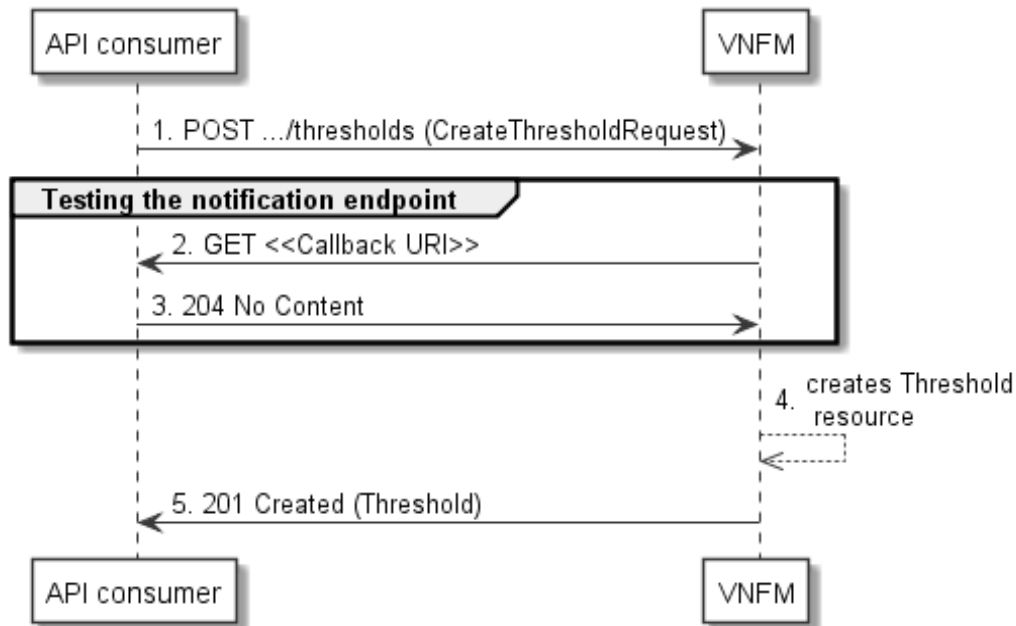 API consumer
VNFM
1. POST .../thresholds (CreateThresholdRequest)
Testing the notification endpoint
2. GET <<Callback URI>>
3. 204 No Content
4. creates Threshold
resource
5. 201 Created (Threshold)
API consumer
VNFM